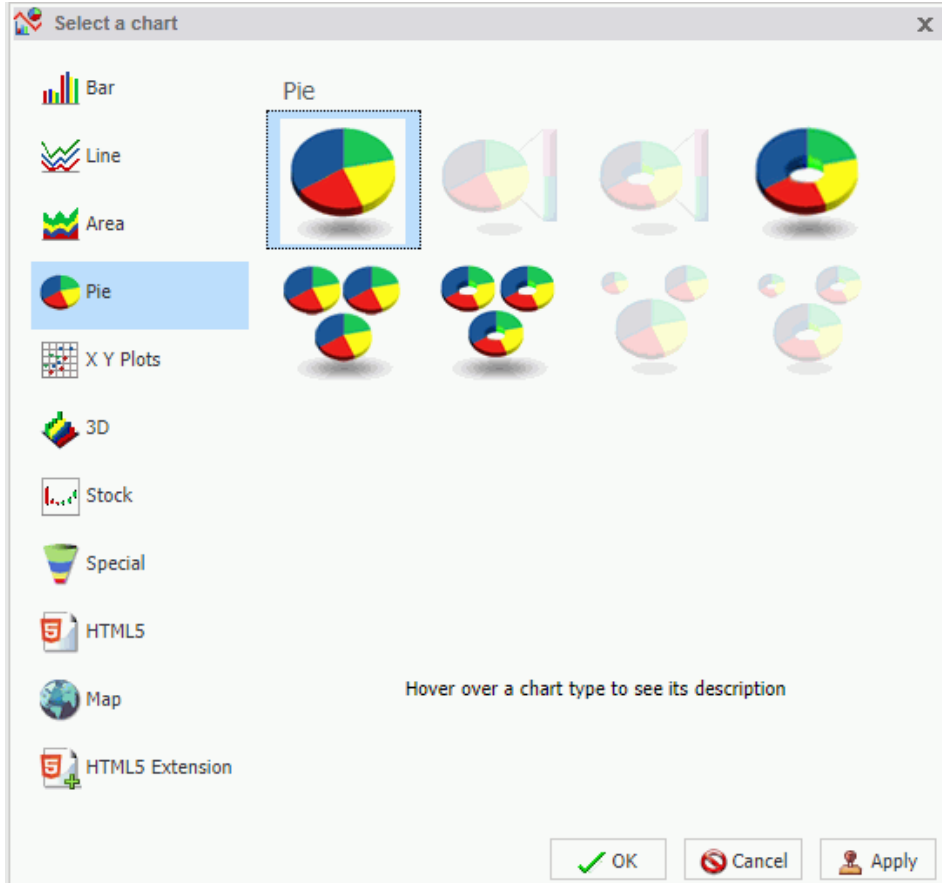 Select a chart
x
Bar
Line
Area
Pie
X Y Plots
3D
Stock
Special
HTML5
Map
HTML5 Extension
Pie
Hover over a chart type to see its description
OK
Cancel
Apply